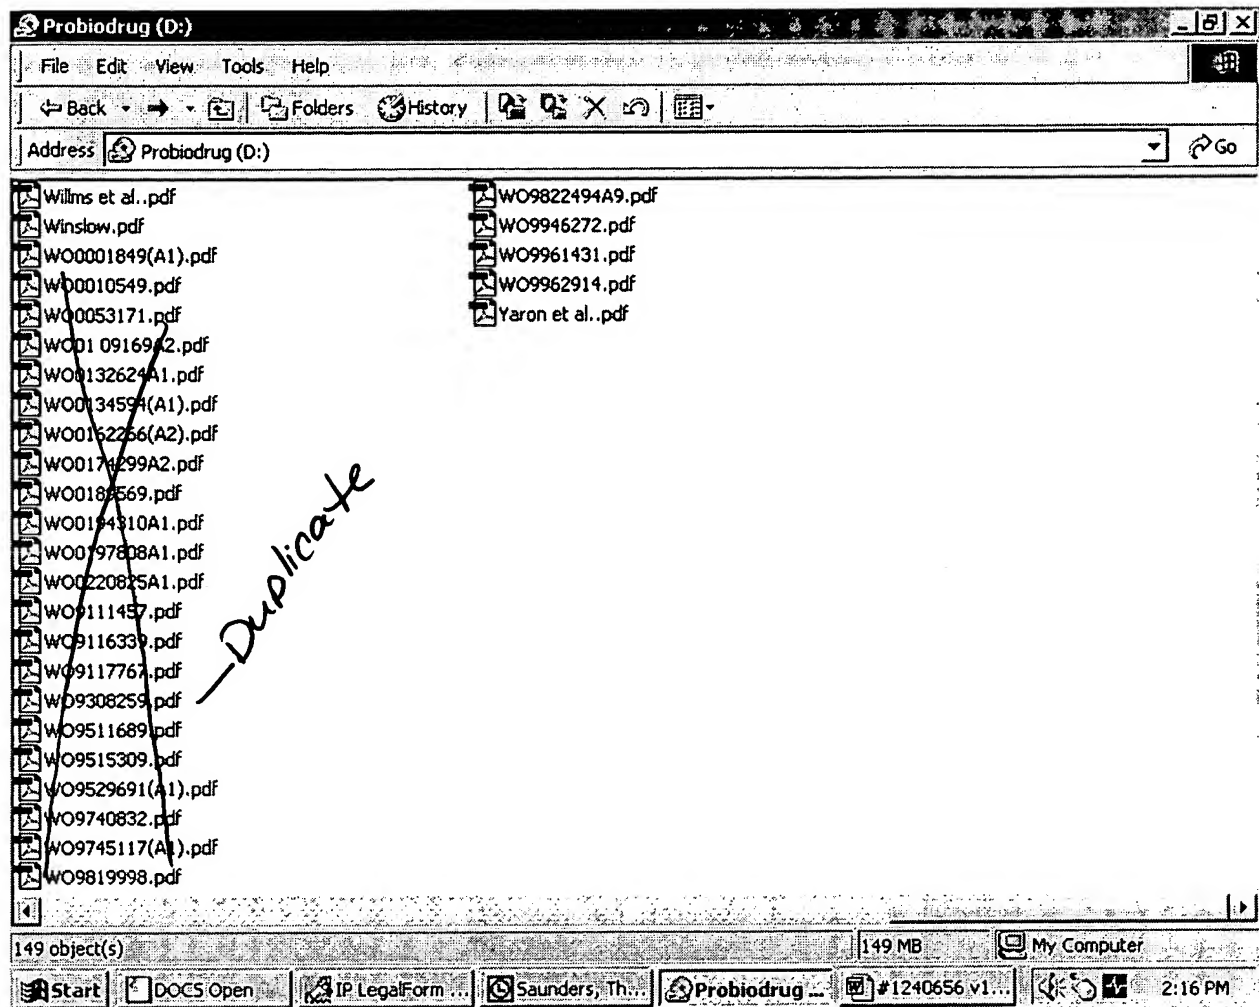 Probiodrug (D:)
File Edit View Tools Help
Back Folders History
Address Probiodrug (D:) Go
Willms et al..pdf
Winslow.pdf
WO0001849(A1).pdf
WO0010549.pdf
WO0053171.pdf
WO01 09169A2.pdf
WO0132624A1.pdf
WO0134594(A1).pdf
WO0162266(A2).pdf
WO0174299A2.pdf
WO0189569.pdf
WO0194310A1.pdf
WO0197808A1.pdf
WO0220825A1.pdf
WO9111457.pdf
WO9116339.pdf
WO9117767.pdf
WO9308259.pdf
WO9511689.pdf
WO9515309.pdf
WO9529691(A1).pdf
WO9740832.pdf
WO9745117(A1).pdf
WO9819998.pdf
WO9822494A9.pdf
WO9946272.pdf
WO9961431.pdf
WO9962914.pdf
Yaron et al..pdf
Duplicate
149 object(s) 149 MB My Computer
Start DOCS Open IP LegalForm ... Saunders, Th... Probiodrug ... #1240656 v1... 2:16 PM